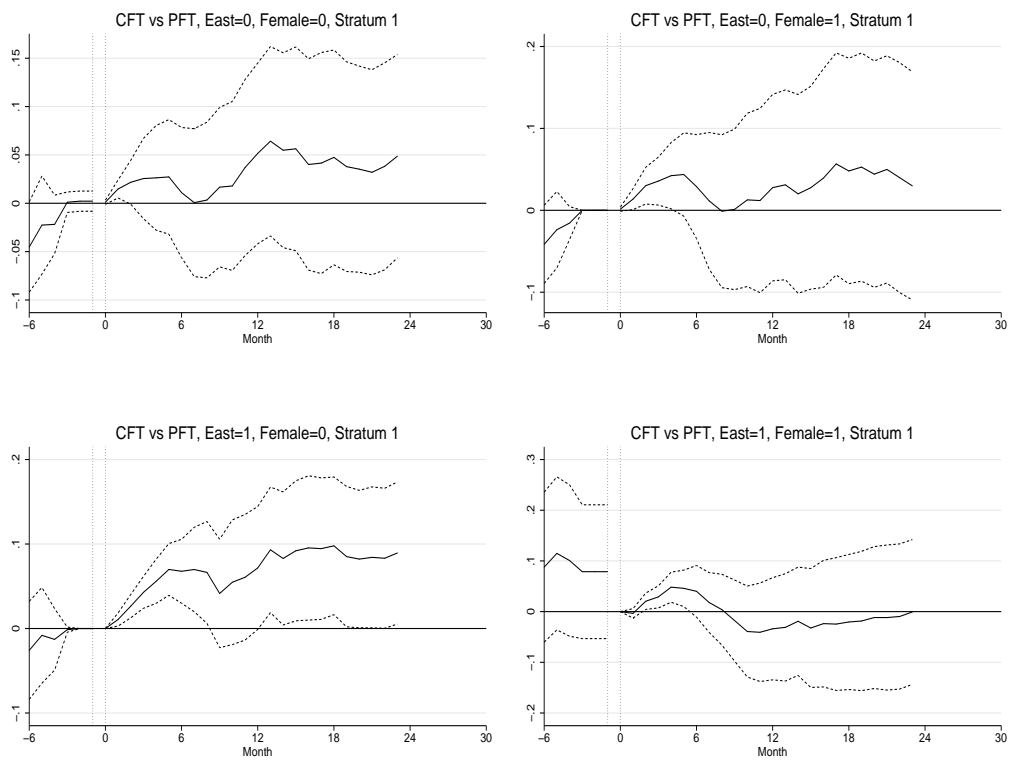 CFT vs PFT, East=0, Female=0, Stratum 1
.15
.1
.05
0
−.05
−.1
−6 0 6 12 18 24 30
Month
CFT vs PFT, East=0, Female=1, Stratum 1
.2
.1
0
−.1
−6 0 6 12 18 24 30
Month
CFT vs PFT, East=1, Female=0, Stratum 1
.2
.1
0
−.1
−6 0 6 12 18 24 30
Month
CFT vs PFT, East=1, Female=1, Stratum 1
.3
.2
.1
0
−.1
−.2
−6 0 6 12 18 24 30
Month